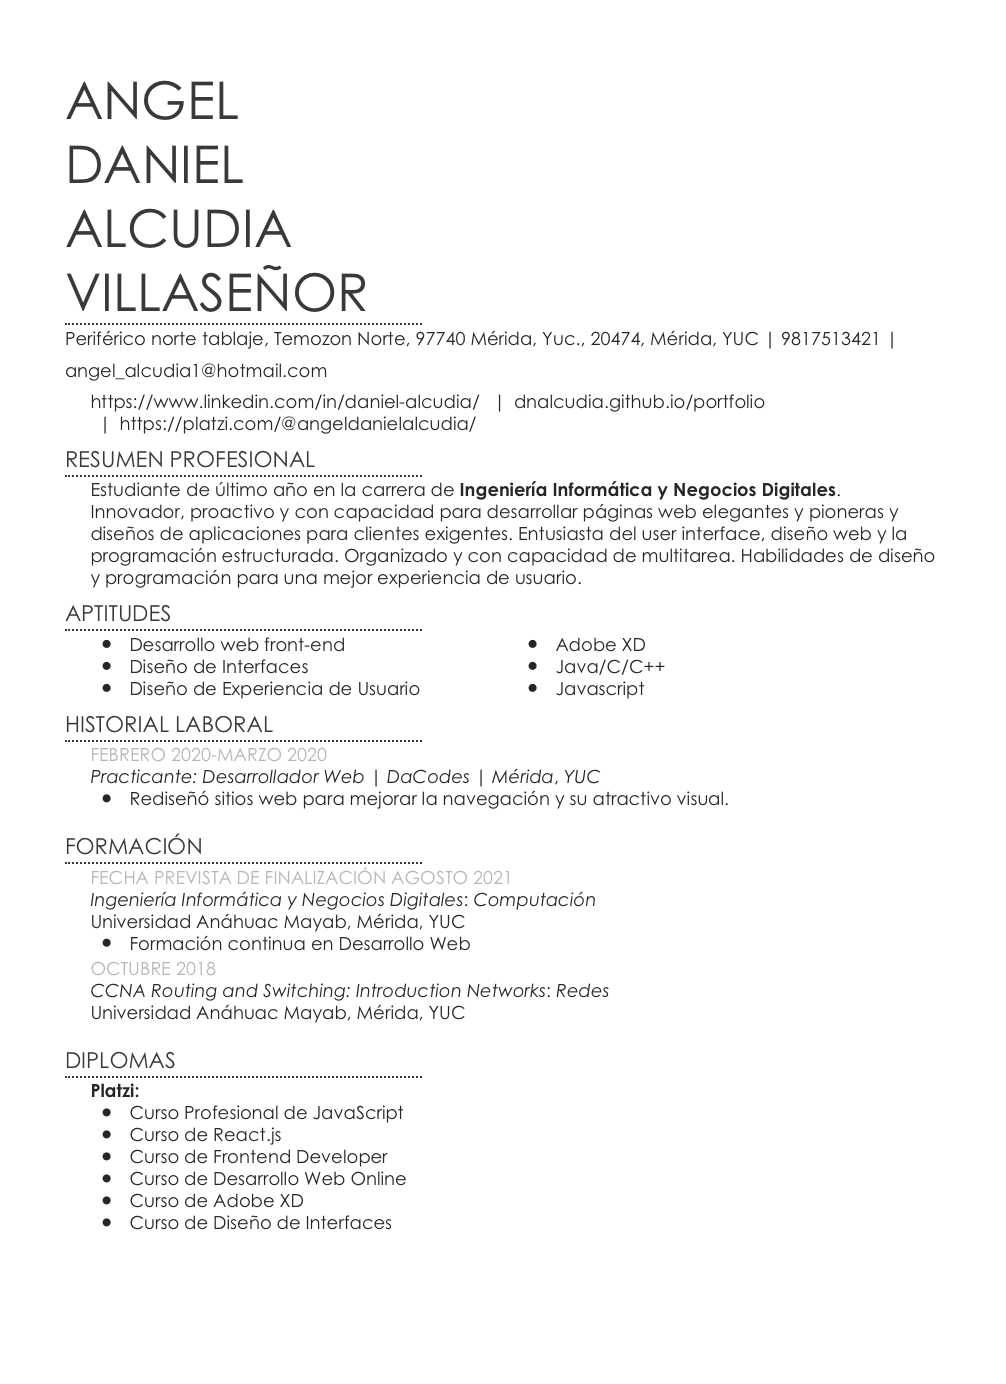 ANGEL
DANIEL
ALCUDIA
VILLASEÑOR
Periférico norte tablaje, Temozon Norte, 97740 Mérida, Yuc., 20474, Mérida, YUC | 9817513421 |
angel_alcudia1@hotmail.com
https://www.linkedin.com/in/daniel-alcudia/ | dnalcudia.github.io/portfolio
| https://platzi.com/@angeldanielalcudia/
RESUMEN PROFESIONAL
Estudiante de último año en la carrera de Ingeniería Informática y Negocios Digitales.
Innovador, proactivo y con capacidad para desarrollar páginas web elegantes y pioneras y
diseños de aplicaciones para clientes exigentes. Entusiasta del user interface, diseño web y la
programación estructurada. Organizado y con capacidad de multitarea. Habilidades de diseño
y programación para una mejor experiencia de usuario.
APTITUDES
● Desarrollo web front-end
● Diseño de Interfaces
● Diseño de Experiencia de Usuario
● Adobe XD
● Java/C/C++
● Javascript
HISTORIAL LABORAL
FEBRERO 2020-MARZO 2020
Practicante: Desarrollador Web | DaCodes | Mérida, YUC
● Rediseñó sitios web para mejorar la navegación y su atractivo visual.
FORMACIÓN
FECHA PREVISTA DE FINALIZACIÓN AGOSTO 2021
Ingeniería Informática y Negocios Digitales: Computación
Universidad Anáhuac Mayab, Mérida, YUC
● Formación continua en Desarrollo Web
OCTUBRE 2018
CCNA Routing and Switching: Introduction Networks: Redes
Universidad Anáhuac Mayab, Mérida, YUC
DIPLOMAS
Platzi:
● Curso Profesional de JavaScript
● Curso de React.js
● Curso de Frontend Developer
● Curso de Desarrollo Web Online
● Curso de Adobe XD
● Curso de Diseño de Interfaces